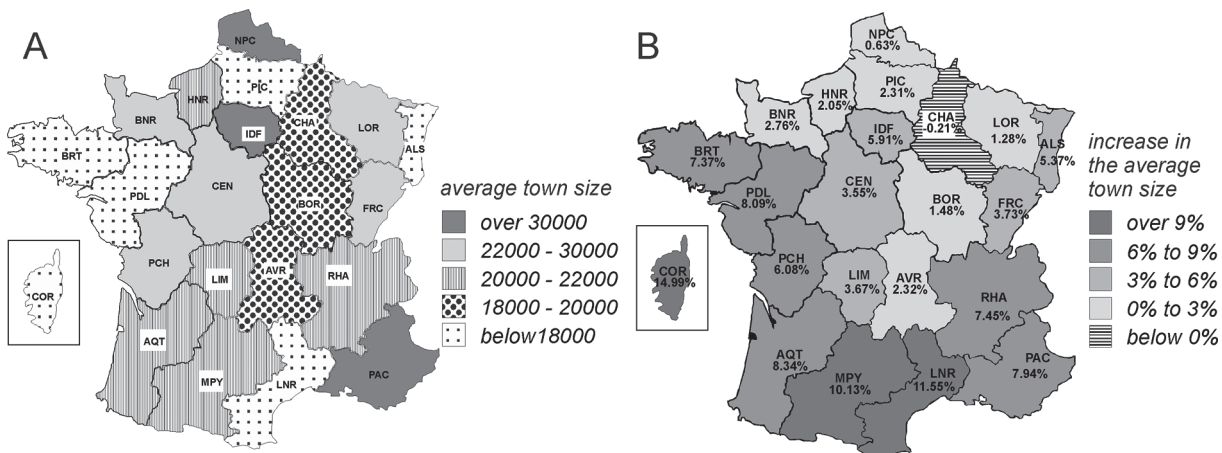 A
NPC
PIC
HNR
BNR
IDF
CHA
LOR
ALS
BRT
PDL
CEN
BOR
FRC
PCH
LIM
AVR
RHA
COR
AQT
MPY
LNR
PAC
average town size
over 30000
22000 - 30000
20000 - 22000
18000 - 20000
below18000
B
NPC
0.63%
PIC
2.31%
HNR
2.05%
BNR
2.76%
IDF
5.91%
CHA
-0.21%
LOR
1.28%
ALS
5.37%
BRT
7.37%
PDL
8.09%
CEN
3.55%
BOR
1.48%
FRC
3.73%
PCH
6.08%
LIM
3.67%
AVR
2.32%
RHA
7.45%
COR
14.99%
AQT
8.34%
MPY
10.13%
LNR
11.55%
PAC
7.94%
increase in
the average
town size
over 9%
6% to 9%
3% to 6%
0% to 3%
below 0%